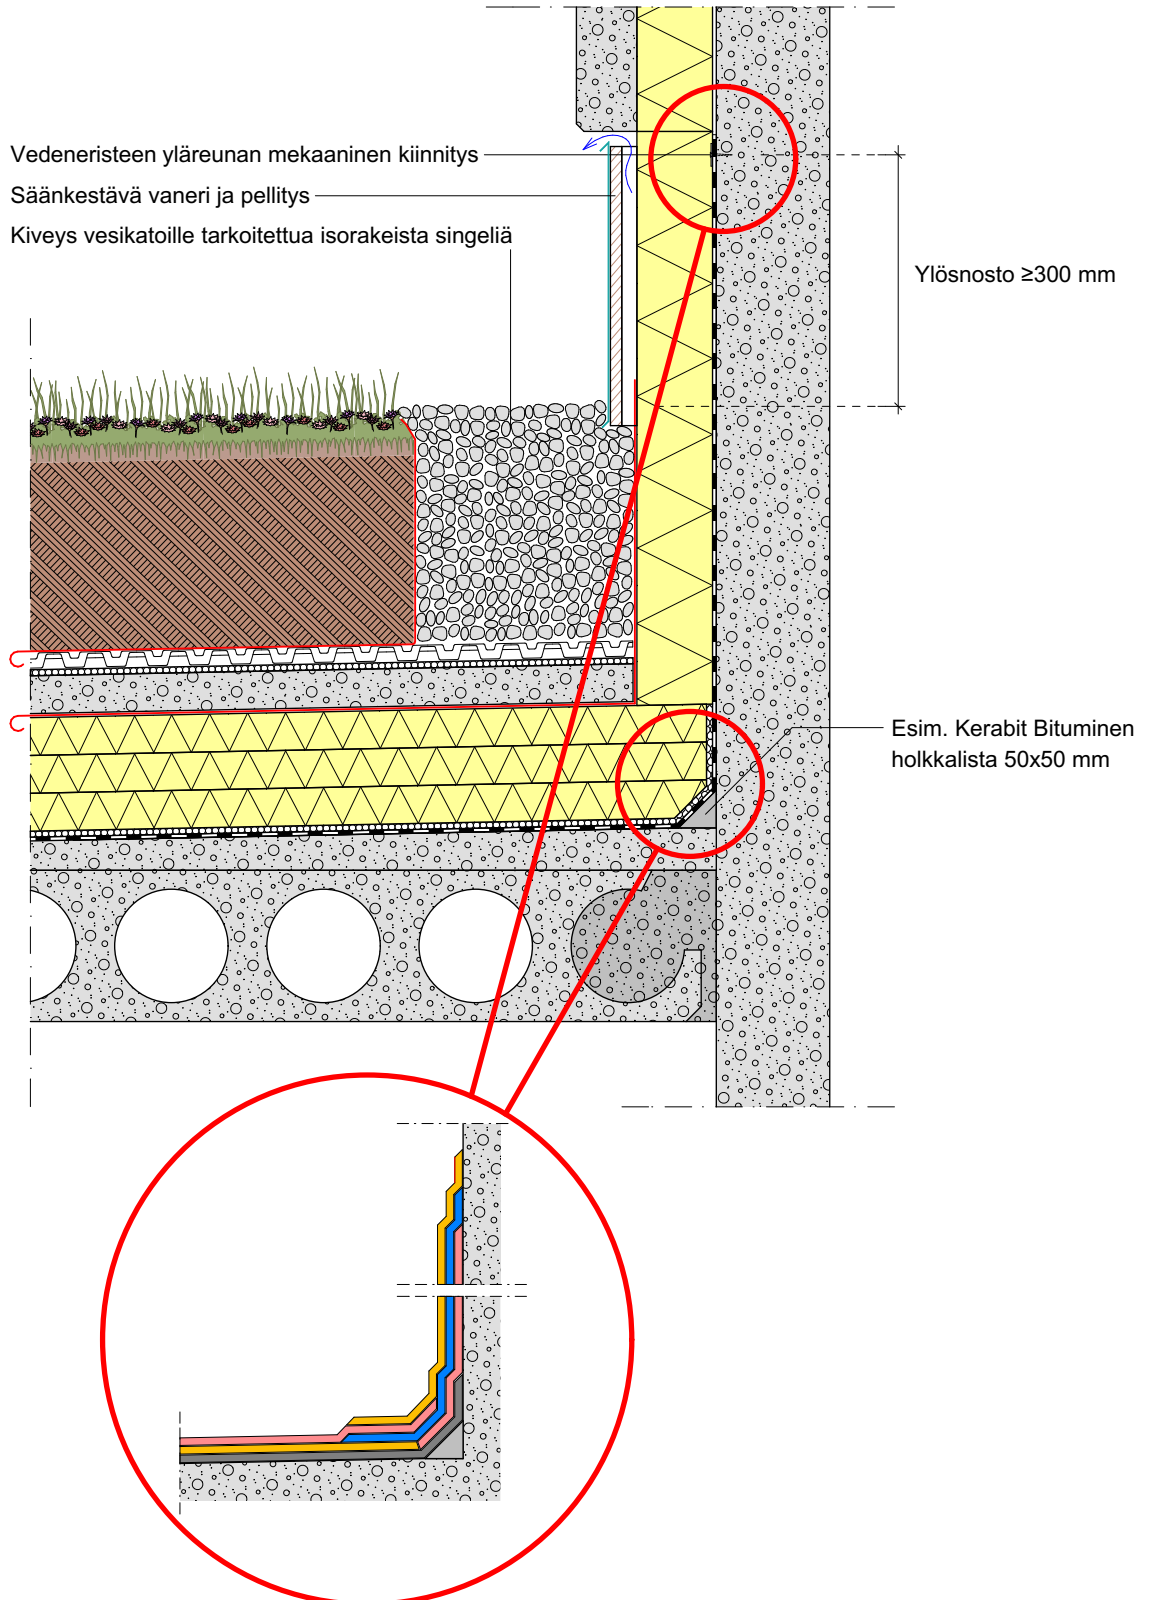 Vedeneristeen yläreunan mekaaninen kiinnitys
Säänkestävä vaneri ja pellitys
Kiveys vesikatoille tarkoitettua isorakeista singeliä
Ylösnosto ≥300 mm
Esim. Kerabit Bituminen
holkkalista 50x50 mm